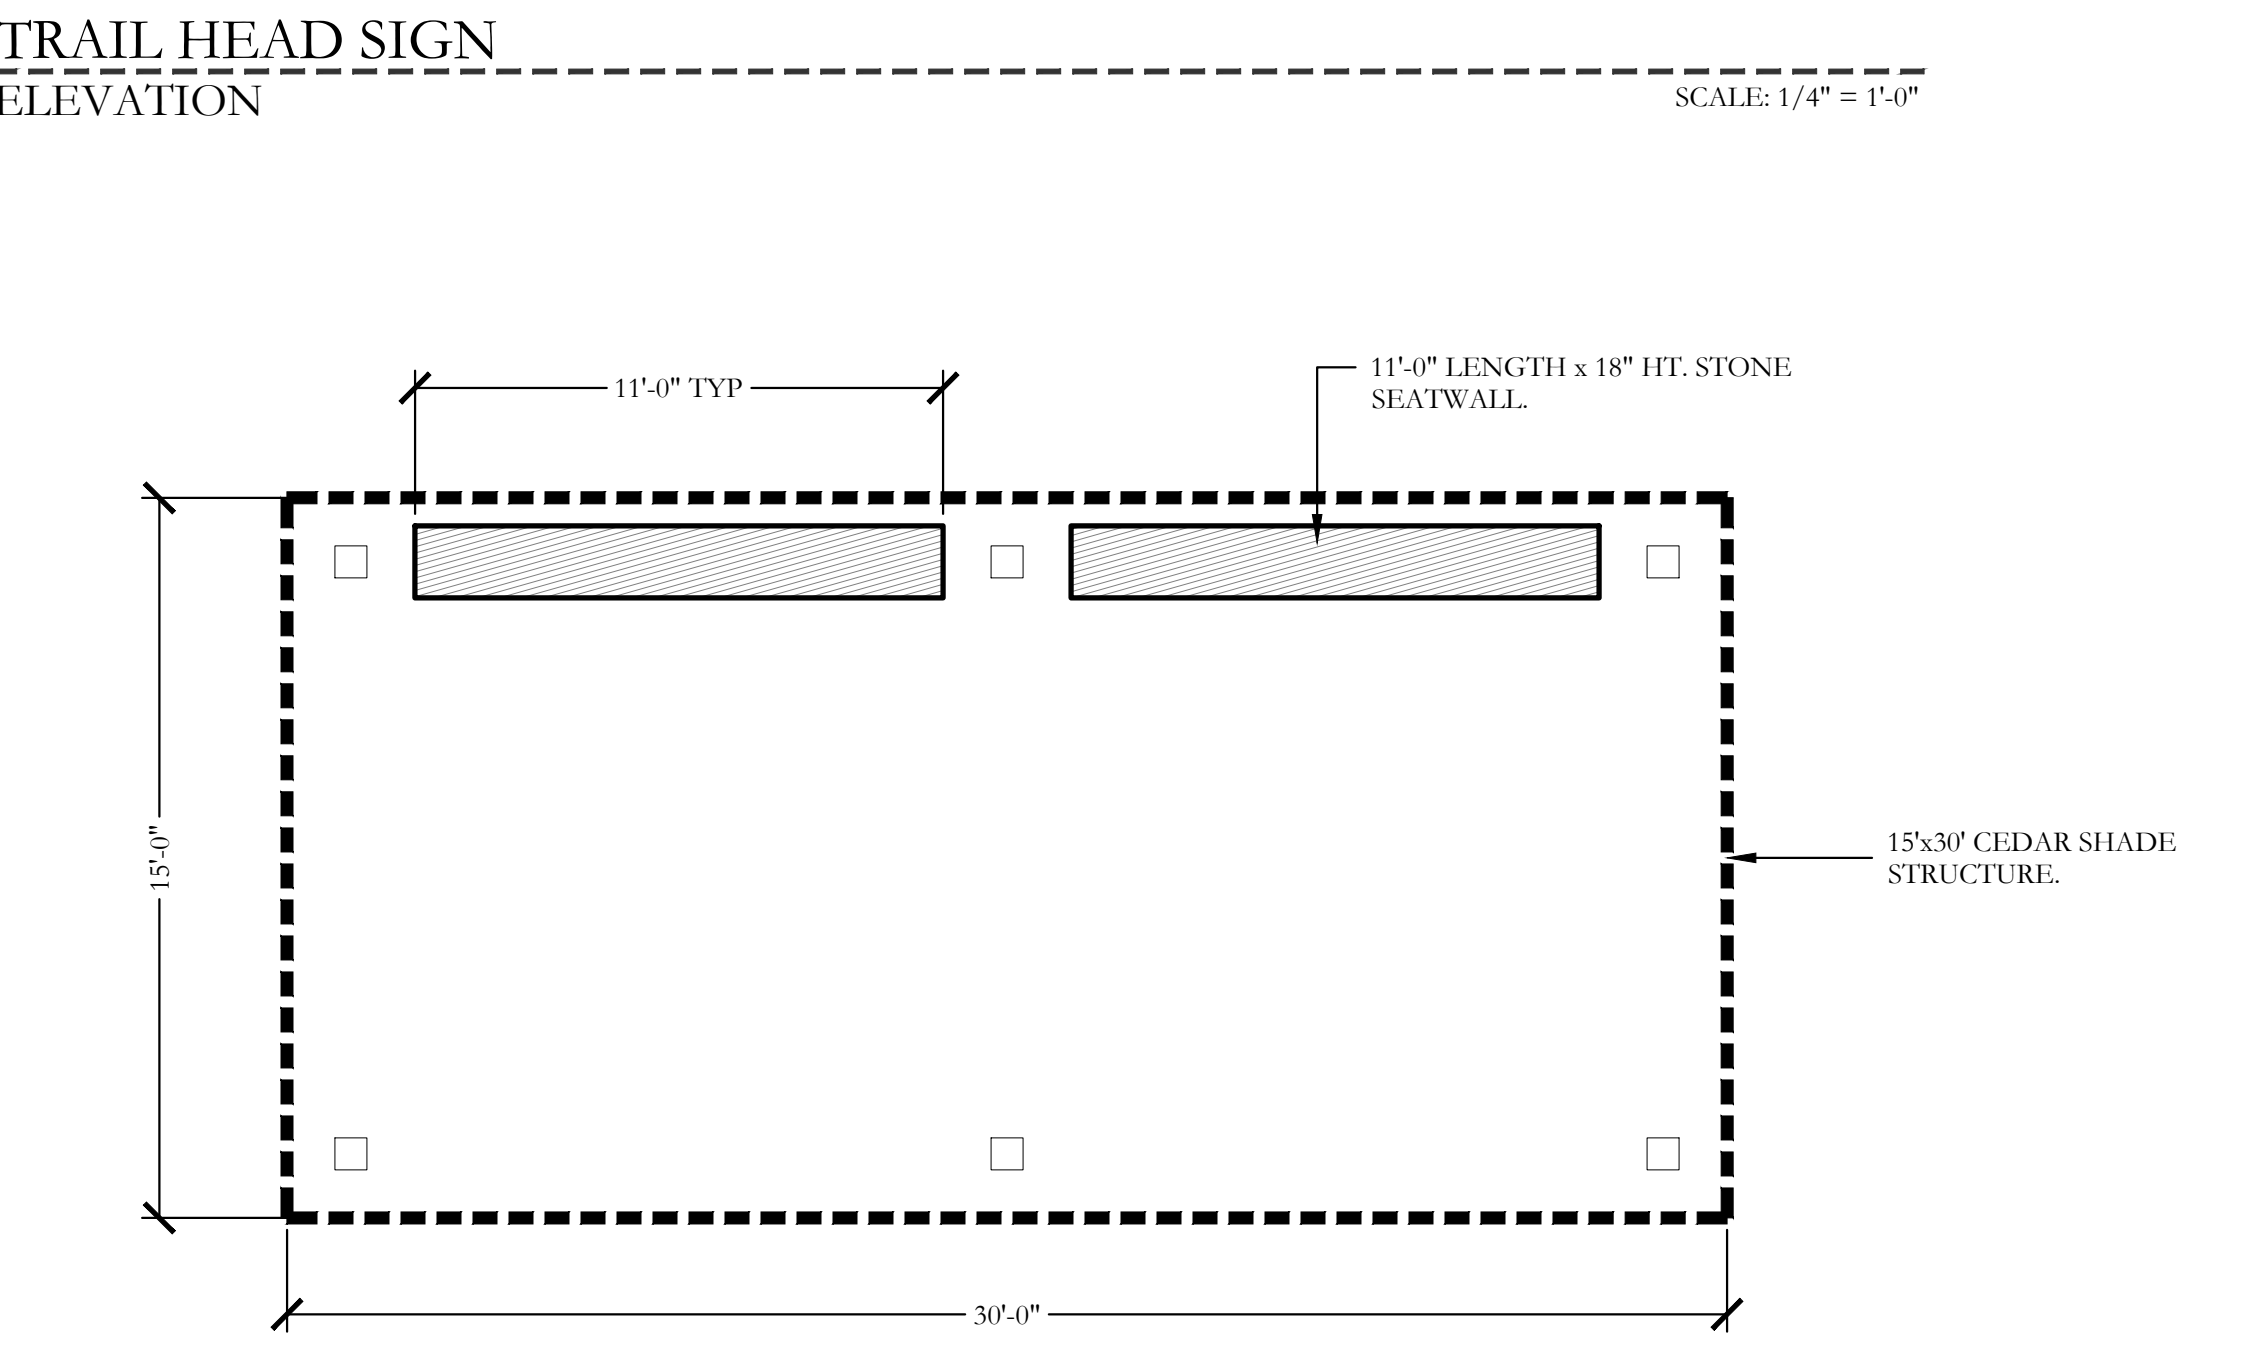 TRAIL HEAD SIGN
ELEVATION
SCALE: 1/4" = 1'-0"
11'-0" TYP
11'-0" LENGTH x 18" HT. STONE
SEATWALL.
15'-0"
15'x30' CEDAR SHADE
STRUCTURE.
30'-0"